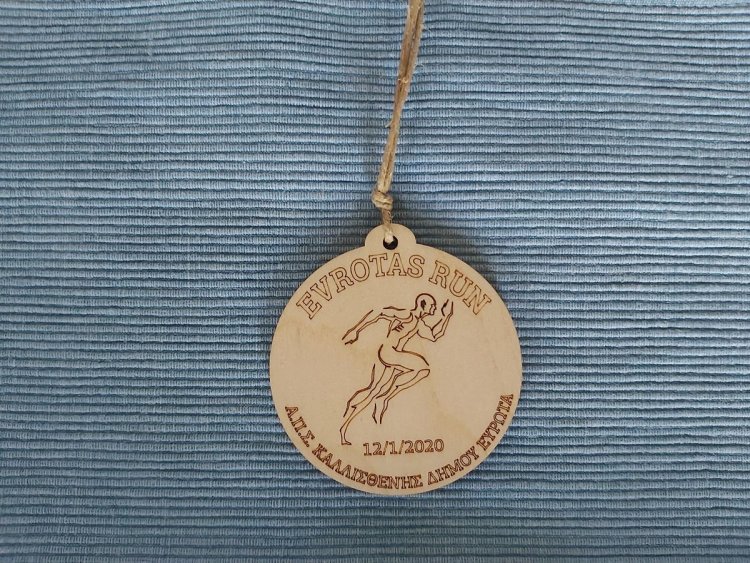 EVROTAS RUN
12/1/2020
Α.Π.Σ. ΚΑΛΛΙΣΘΕΝΗΣ ΔΗΜΟΥ ΕΥΡΩΤΑ